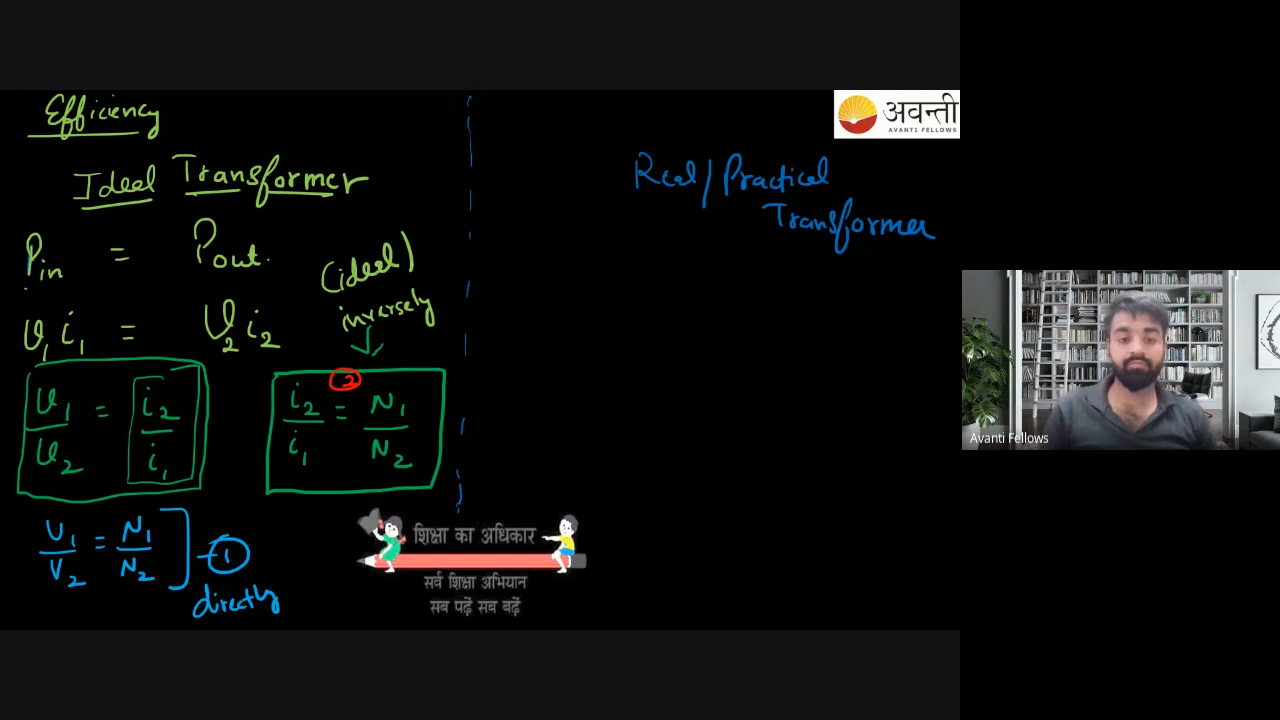 Efficiency
Ideal Transformer
Pin = Pout.
(ideal)
inversely
V1 i1 = V2 i2
V1/V2 = i2/i1
i2/i1 = N1/N2
2
V1/V2 = N1/N2 ] - 1
directly
Real/Practical
Transformer
अवन्ती
AVANTI FELLOWS
शिक्षा का अधिकार
सर्व शिक्षा अभियान
सब पढ़ें सब बढ़ें
Avanti Fellows